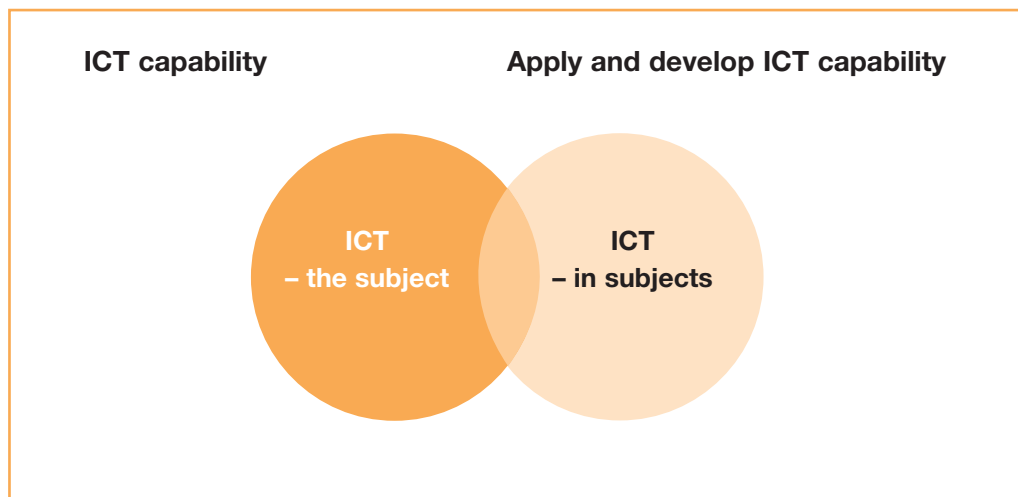 ICT capability
Apply and develop ICT capability
ICT
– the subject
ICT
– in subjects